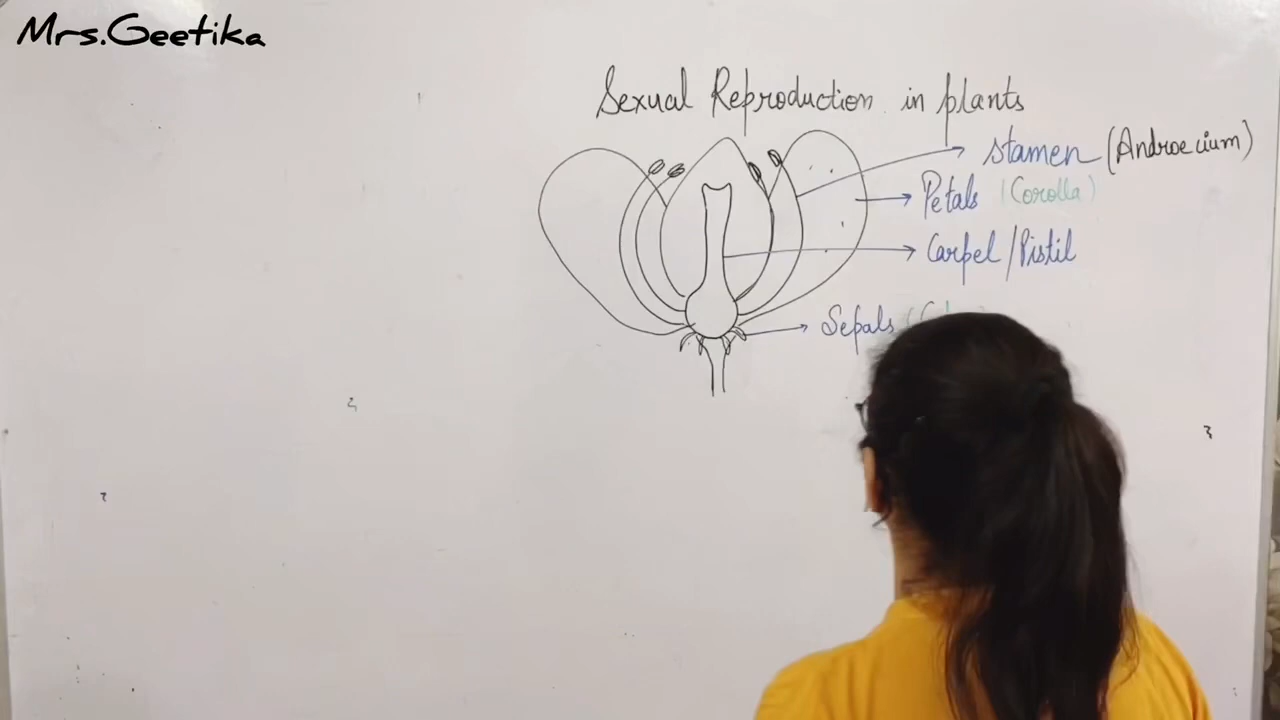 Mrs.Geetika
Sexual Reproduction in plants
stamen (Androecium)
Petals (Corolla)
Carpel/Pistil
Sepals